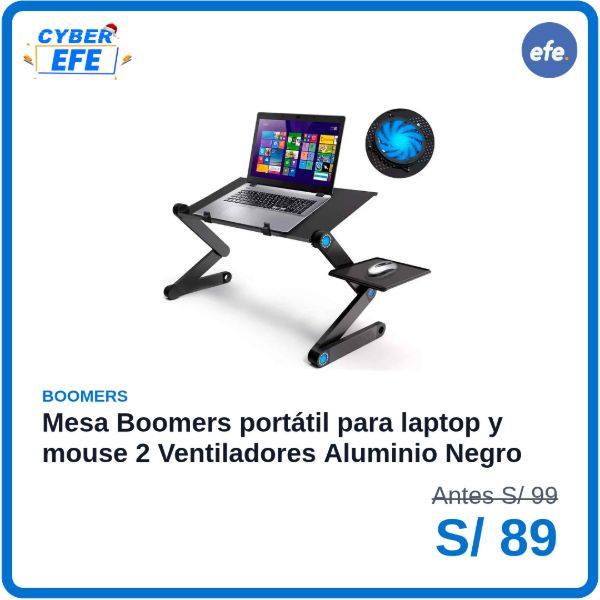 CYBER
EFE
efe.
BOOMERS
Mesa Boomers portátil para laptop y
mouse 2 Ventiladores Aluminio Negro
Antes S/ 99
S/ 89